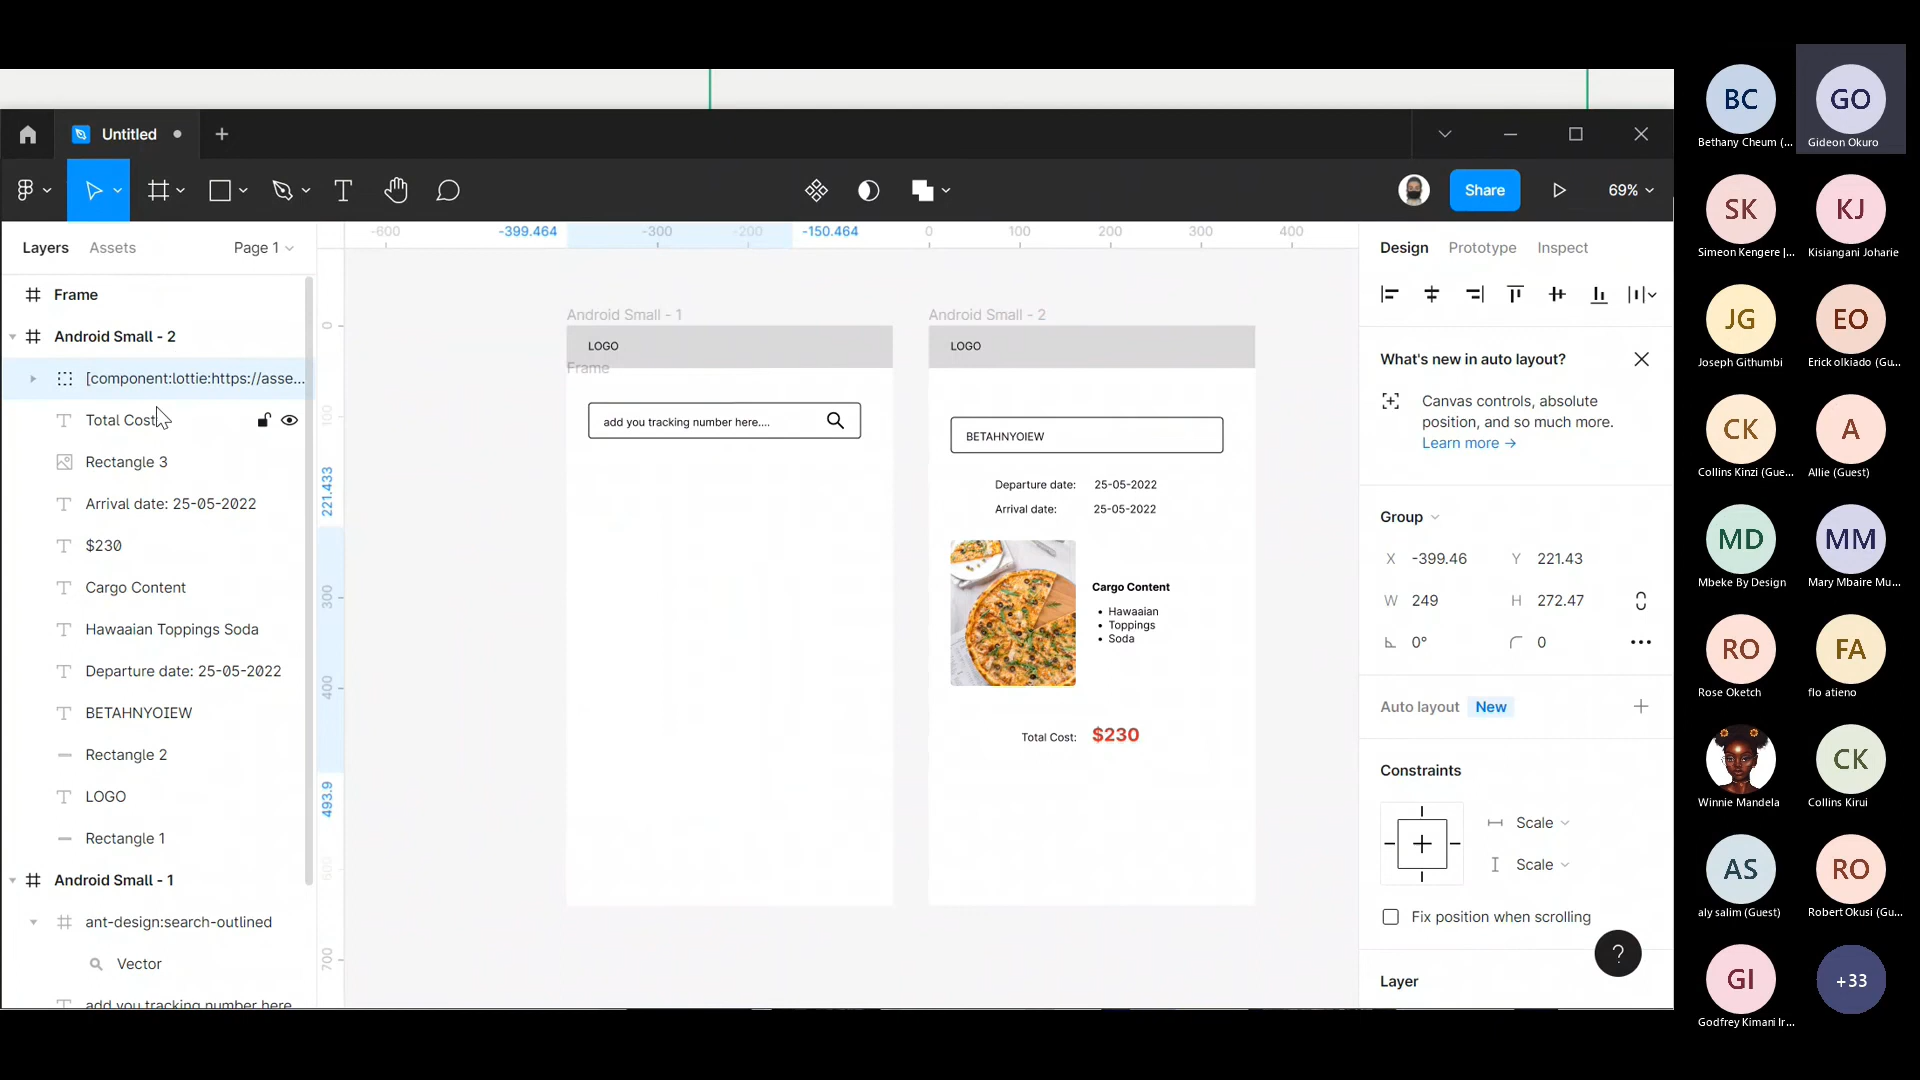 Untitled
Share
69%
Layers
Assets
Page 1
-600
-399.464
-300
-200
-150.464
0
100
200
300
400
Design
Prototype
Inspect
Frame
Android Small - 2
[component:lottie:https://asse...
Total Cost
Rectangle 3
Arrival date: 25-05-2022
$230
Cargo Content
Hawaaian Toppings Soda
Departure date: 25-05-2022
BETAHNYOIEW
Rectangle 2
LOGO
Rectangle 1
Android Small - 1
ant-design:search-outlined
Vector
add you tracking number here
0
100
221.433
300
400
493.9
600
700
Android Small - 1
LOGO
Frame
add you tracking number here....
Android Small - 2
LOGO
BETAHNYOIEW
Departure date: 25-05-2022
Arrival date: 25-05-2022
Cargo Content
• Hawaaian
• Toppings
• Soda
Total Cost: $230
What's new in auto layout?
Canvas controls, absolute
position, and so much more.
Learn more →
Group
X -399.46 Y 221.43
W 249 H 272.47
0° 0
Auto layout New
Constraints
Scale
Scale
Fix position when scrolling
?
Layer
BC
Bethany Cheum (...
GO
Gideon Okuro
SK
Simeon Kengere |...
KJ
Kisiangani Joharie
JG
Joseph Githumbi
EO
Erick olkiado (Gu...
CK
Collins Kinzi (Gue...
A
Allie (Guest)
MD
Mbeke By Design
MM
Mary Mbaire Mu...
RO
Rose Oketch
FA
flo atieno
Winnie Mandela
CK
Collins Kirui
AS
aly salim (Guest)
RO
Robert Okusi (Gu...
GI
Godfrey Kimani Ir...
+33